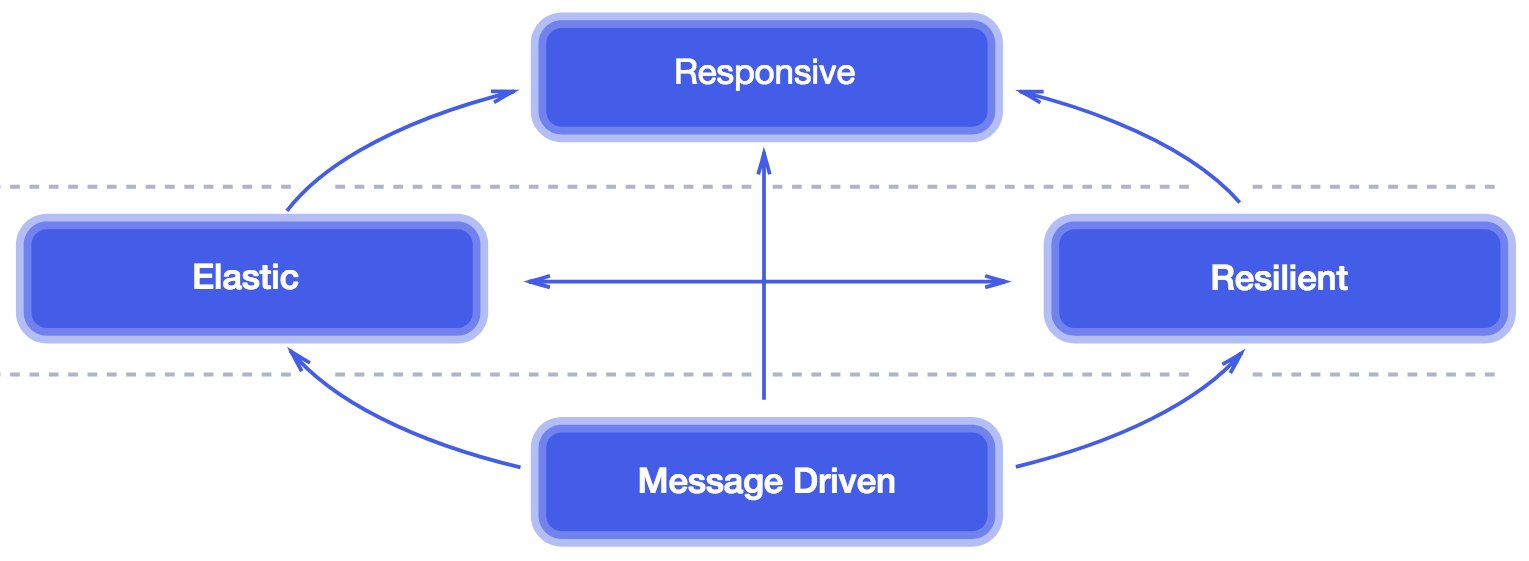 Responsive
Elastic
Resilient
Message Driven